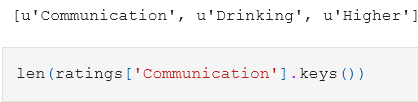 [u'Communication', u'Drinking', u'Higher']
len(ratings['Communication'].keys())